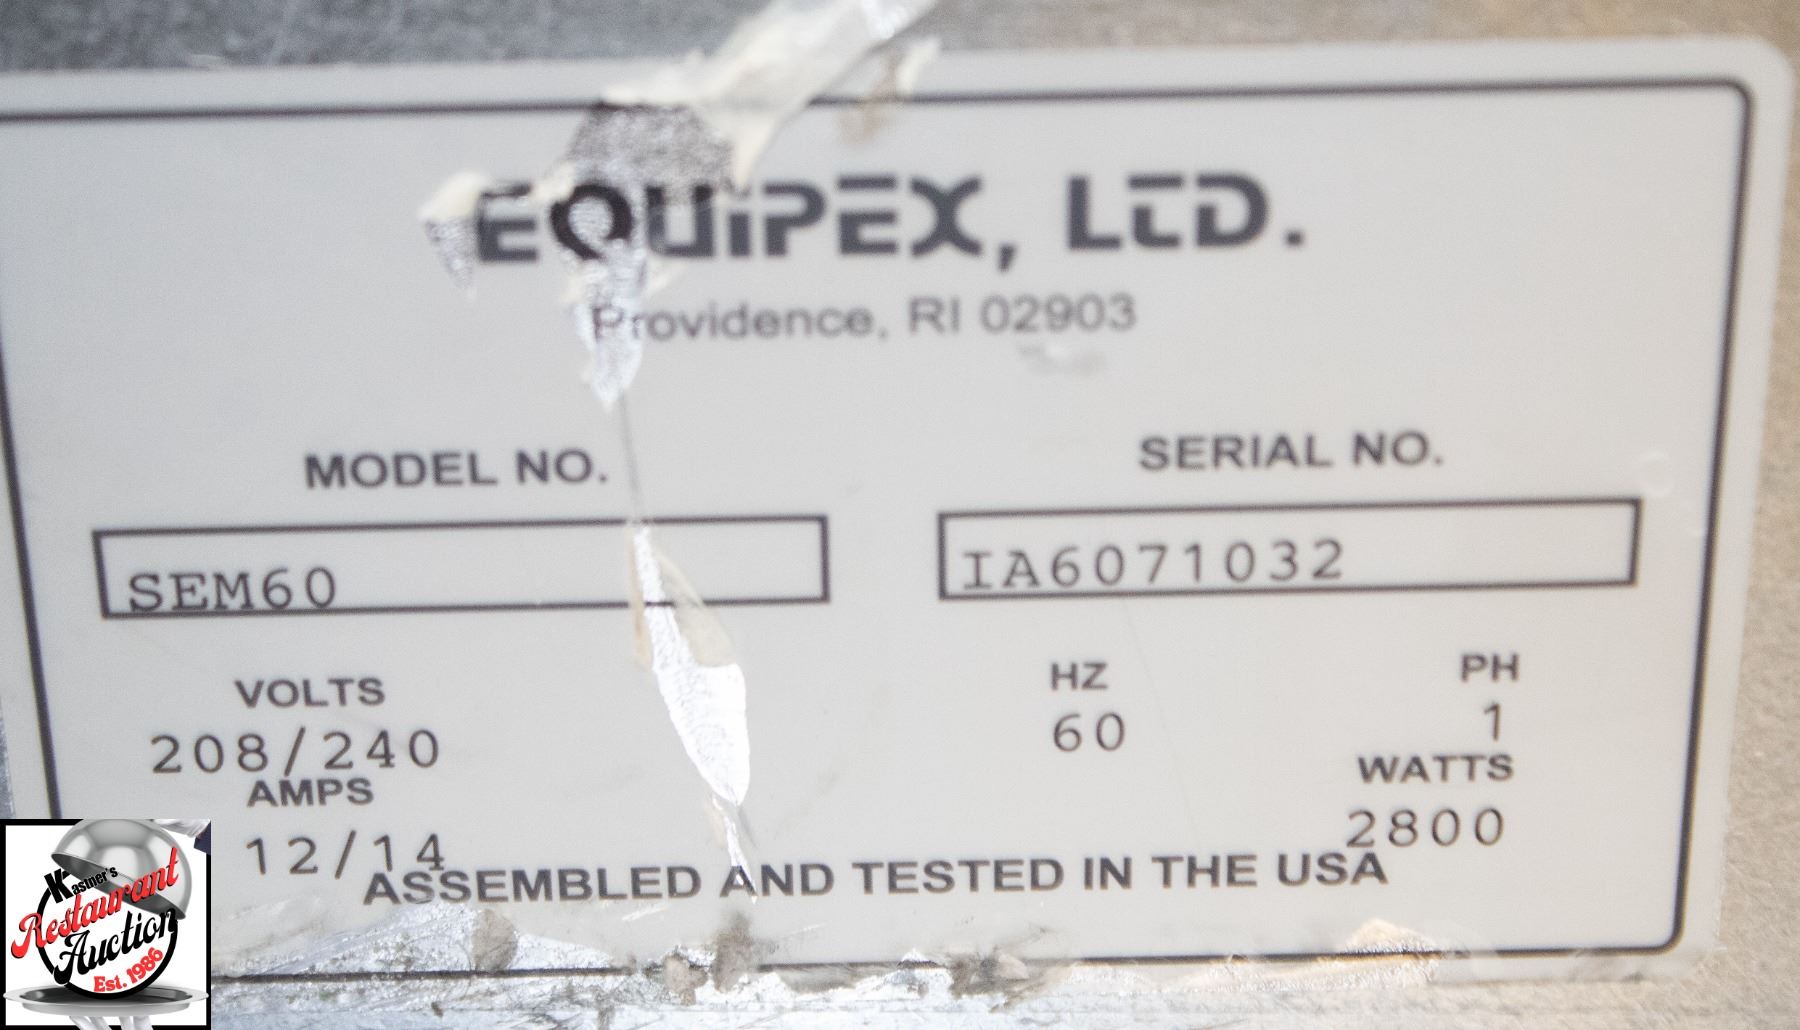 EQUiPEX, LTD.
Providence, RI 02903
MODEL NO.
SERIAL NO.
SEM60
IA6071032
VOLTS
HZ
PH
208/240
60
1
AMPS
WATTS
12/14
2800
ASSEMBLED AND TESTED IN THE USA
Kastner's
Restaurant
Auction
Est. 1986